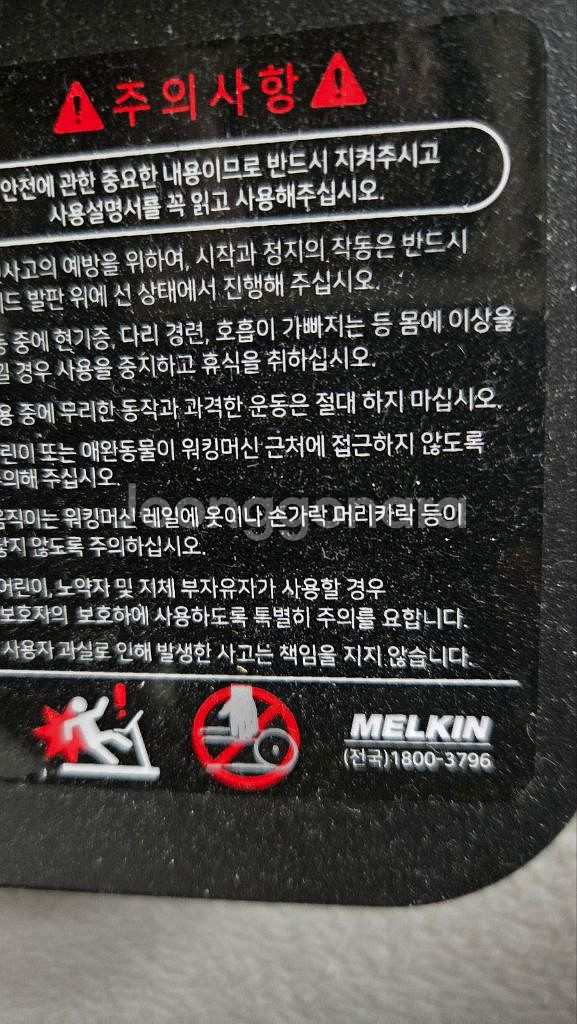 주의사항
안전에 관한 중요한 내용이므로 반드시 지켜주시고
사용설명서를 꼭 읽고 사용해주십시오.
사고의 예방을 위하여, 시작과 정지의 작동은 반드시
발판 위에 선 상태에서 진행해 주십시오.
중에 현기증, 다리 경련, 호흡이 가빠지는 등 몸에 이상을
경우 사용을 중지하고 휴식을 취하십시오.
중에 무리한 동작과 과격한 운동은 절대 하지 마십시오.
또는 애완동물이 워킹머신 근처에 접근하지 않도록
주십시오.
워킹머신 레일에 옷이나 손가락 머리카락 등이
않도록 주의하십시오.
어린이, 노약자 및 지체 부자유자가 사용할 경우
보호자의 보호하에 사용하도록 특별히 주의를 요합니다.
사용자 과실로 인해 발생한 사고는 책임을 지지 않습니다.
MELKIN
(전국)1800-3796